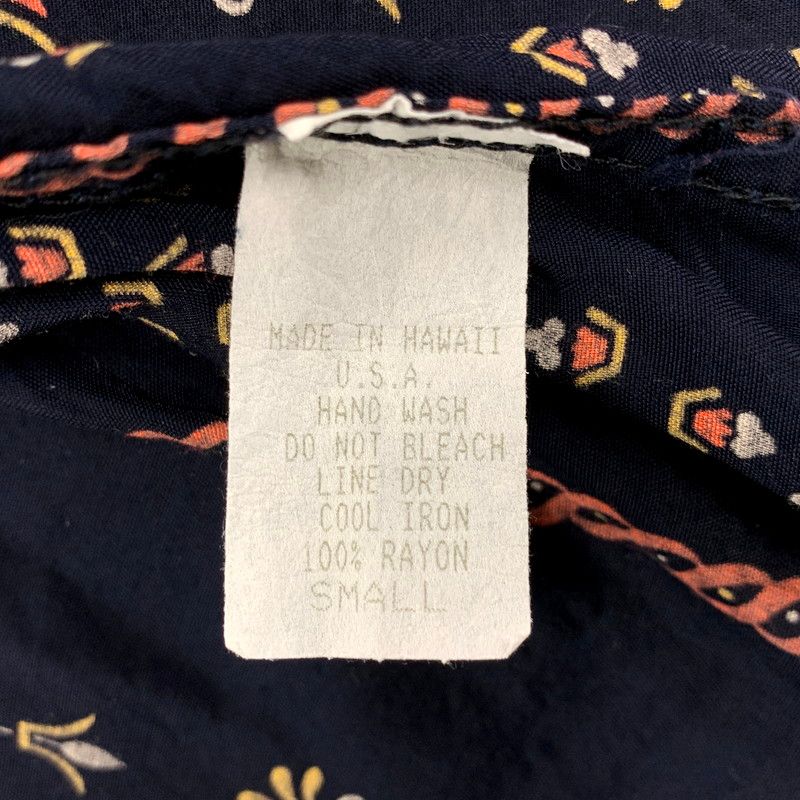 MADE IN HAWAII
U.S.A.
HAND WASH
DO NOT BLEACH
LINE DRY
COOL IRON
100% RAYON
SMALL